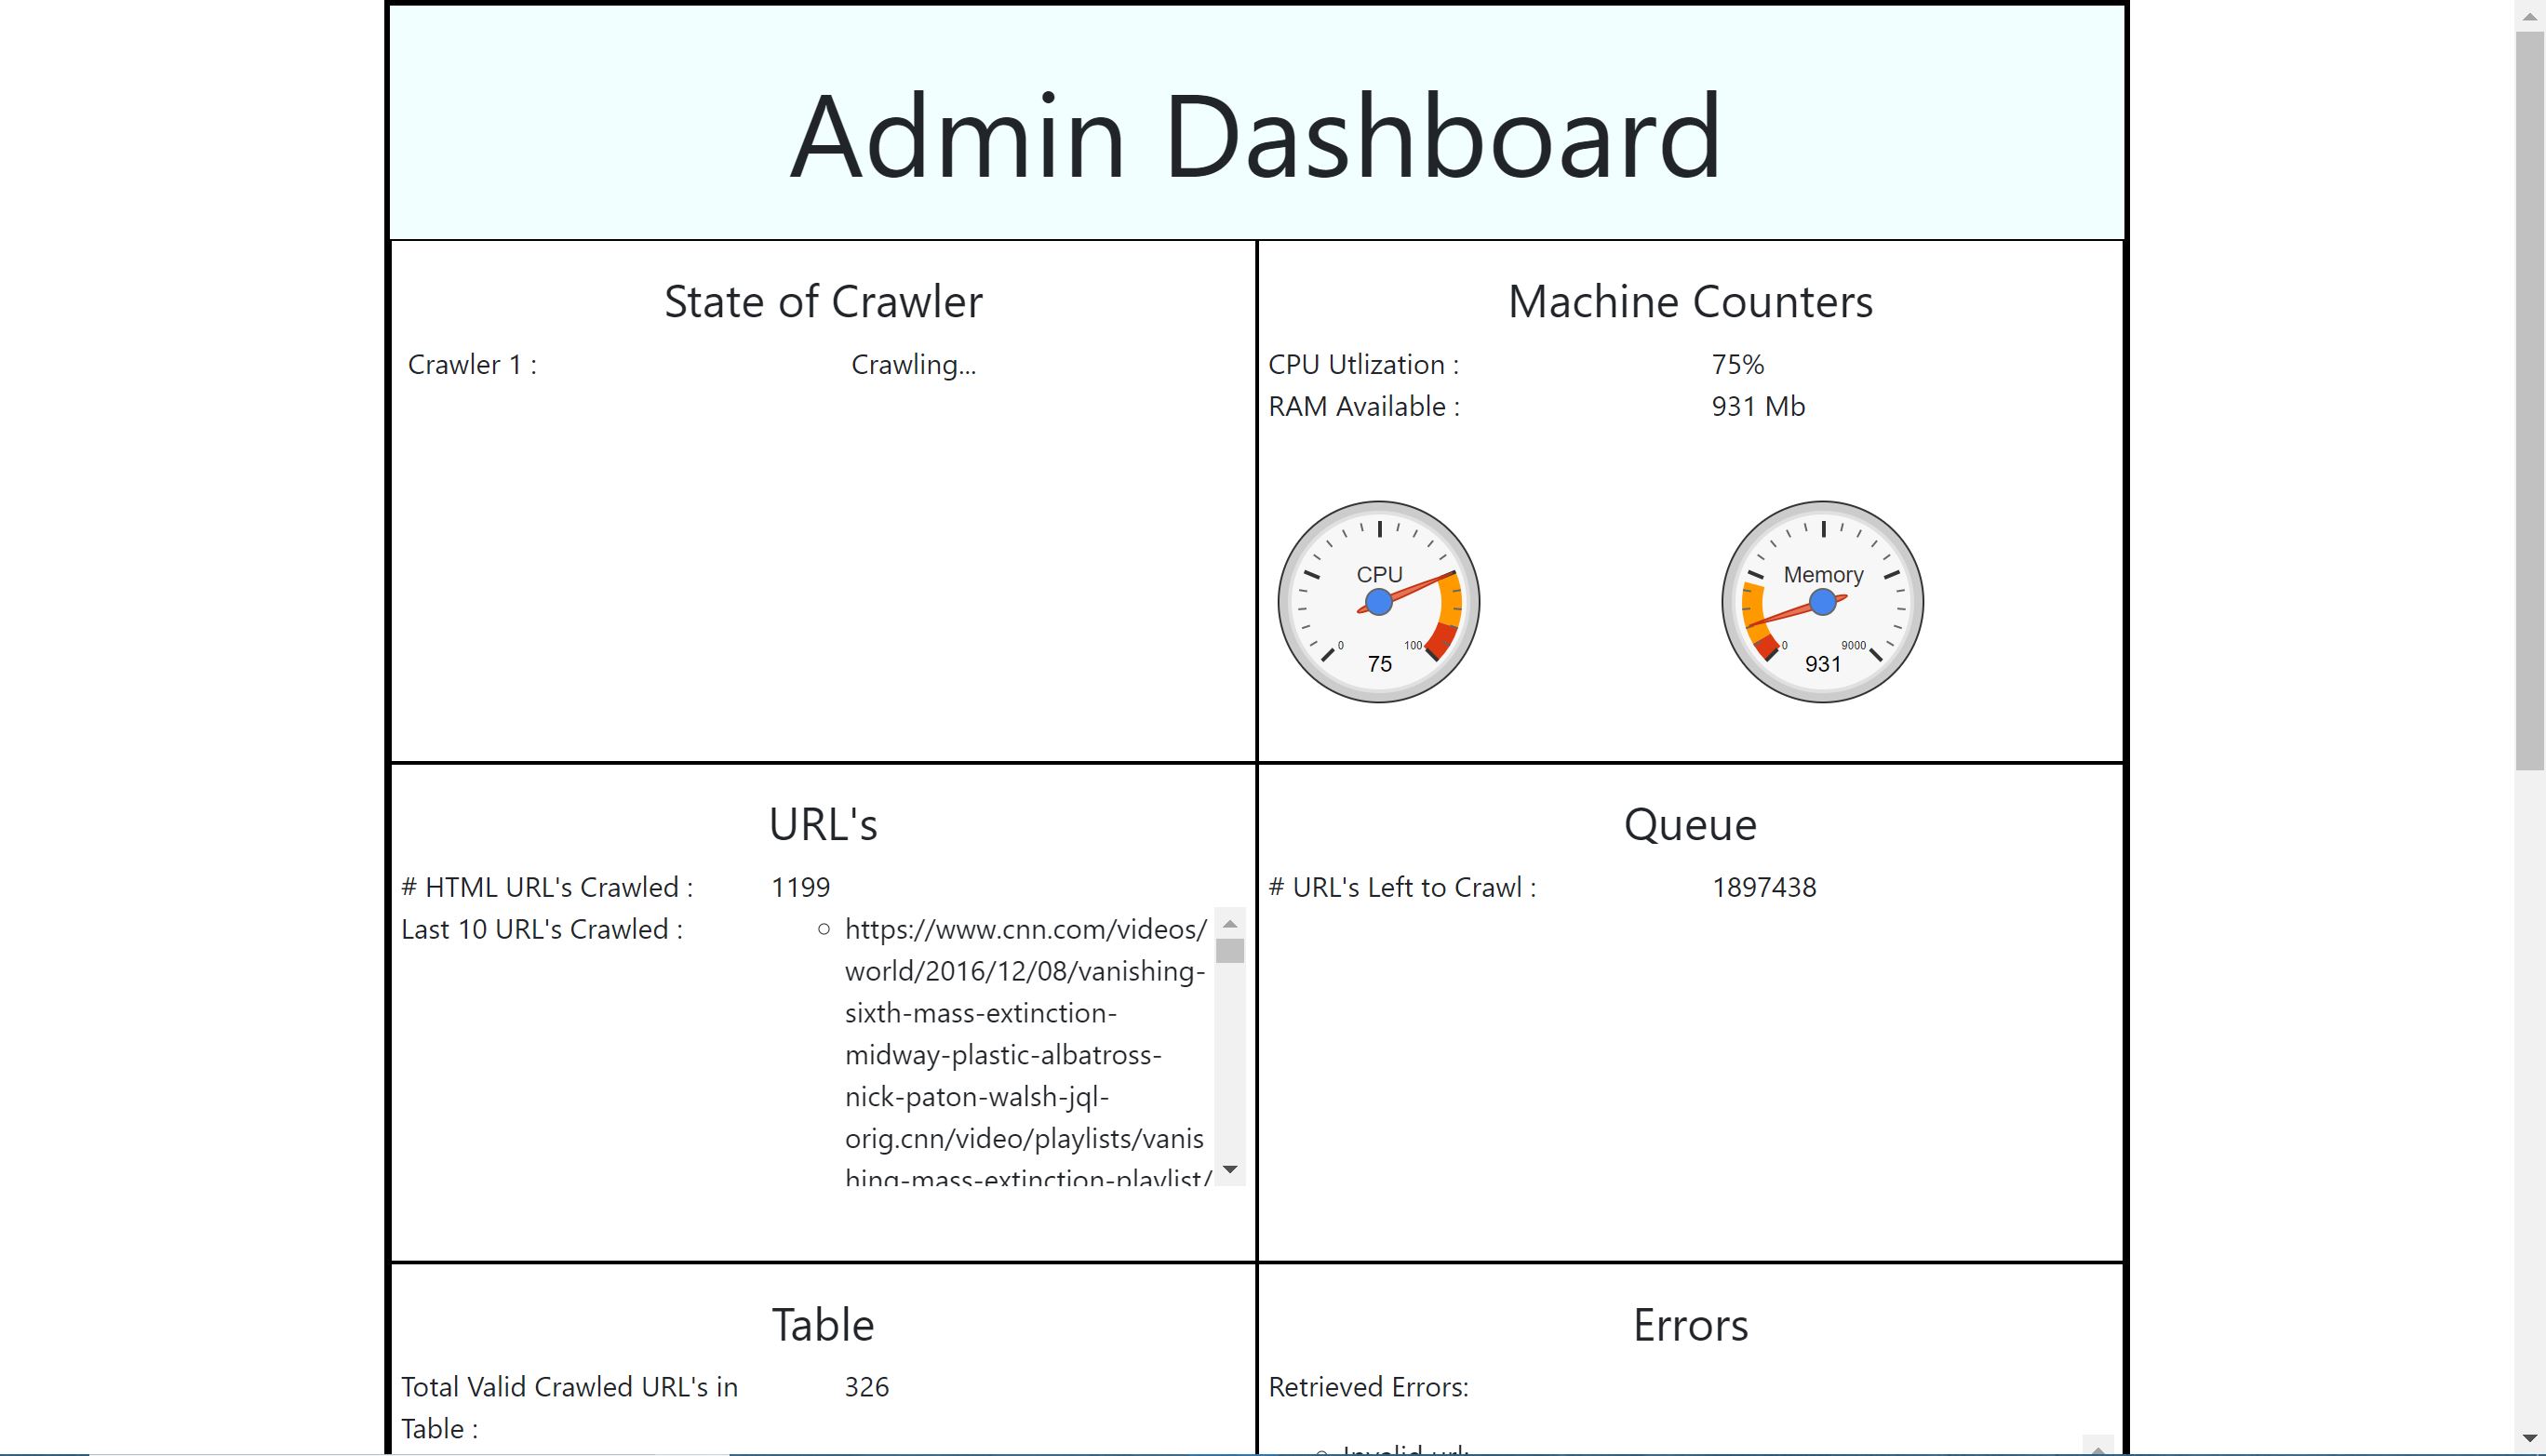 Admin Dashboard
State of Crawler
Crawler 1 : Crawling...
Machine Counters
CPU Utlization : 75%
RAM Available : 931 Mb
CPU
0 100
75
Memory
0 9000
931
URL's
# HTML URL's Crawled : 1199
Last 10 URL's Crawled :
https://www.cnn.com/videos/
world/2016/12/08/vanishing-
sixth-mass-extinction-
midway-plastic-albatross-
nick-paton-walsh-jql-
orig.cnn/video/playlists/vanis
hing-mass-extinction-playlist/
Queue
# URL's Left to Crawl : 1897438
Table
Total Valid Crawled URL's in 326
Table :
Errors
Retrieved Errors:
Invalid url: